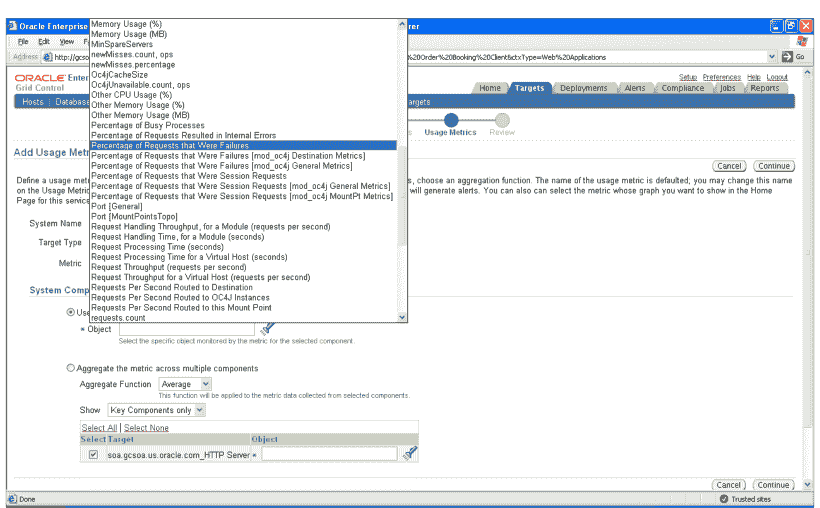 Oracle Enterprise
rer
File Edit View F
Address http://gcso
%20Order%20Booking%20Client&ctxType=Web%20Applications
Go
ORACLE Enter
Grid Control
Setup Preferences Help Logout
Home Targets Deployments Alerts Compliance Jobs Reports
Hosts Database
argets
s Usage Metrics Review
Memory Usage (%)
Memory Usage (MB)
MinSpareServers
newMisses.count, ops
newMisses.percentage
Oc4jCacheSize
Oc4jUnavailable.count, ops
Other CPU Usage (%)
Other Memory Usage (%)
Other Memory Usage (MB)
Percentage of Busy Processes
Percentage of Requests Resulted in Internal Errors
Percentage of Requests that Were Failures
Percentage of Requests that Were Failures [mod_oc4j Destination Metrics]
Percentage of Requests that Were Failures [mod_oc4j General Metrics]
Percentage of Requests that Were Session Requests
Percentage of Requests that Were Session Requests [mod_oc4j General Metrics]
Percentage of Requests that Were Session Requests [mod_oc4j MountPt Metrics]
Port [General]
Port [MountPointsTopo]
Request Handling Throughput, for a Module (requests per second)
Request Handling Time, for a Module (seconds)
Request Processing Time (seconds)
Request Processing Time for a Virtual Host (seconds)
Request Throughput (requests per second)
Request Throughput for a Virtual Host (requests per second)
Requests Per Second Routed to Destination
Requests Per Second Routed to OC4J Instances
Requests Per Second Routed to this Mount Point
requests.count
Add Usage Metr
Cancel Continue
Define a usage met
s, choose an aggregation function. The name of the usage metric is defaulted; you may change this name
on the Usage Metric
will generate alerts. You can also can select the metric whose graph you want to show in the Home
Page for this service
System Name
Target Type
Metric
System Comp
Use
* Object
Select the specific object monitored by the metric for the selected component.
Aggregate the metric across multiple components
Aggregate Function Average
This function will be applied to the metric data collected from selected components.
Show Key Components only
Select All | Select None
Select Target Object
soa.gcsoa.us.oracle.com_HTTP Server *
Cancel Continue
Done
Trusted sites